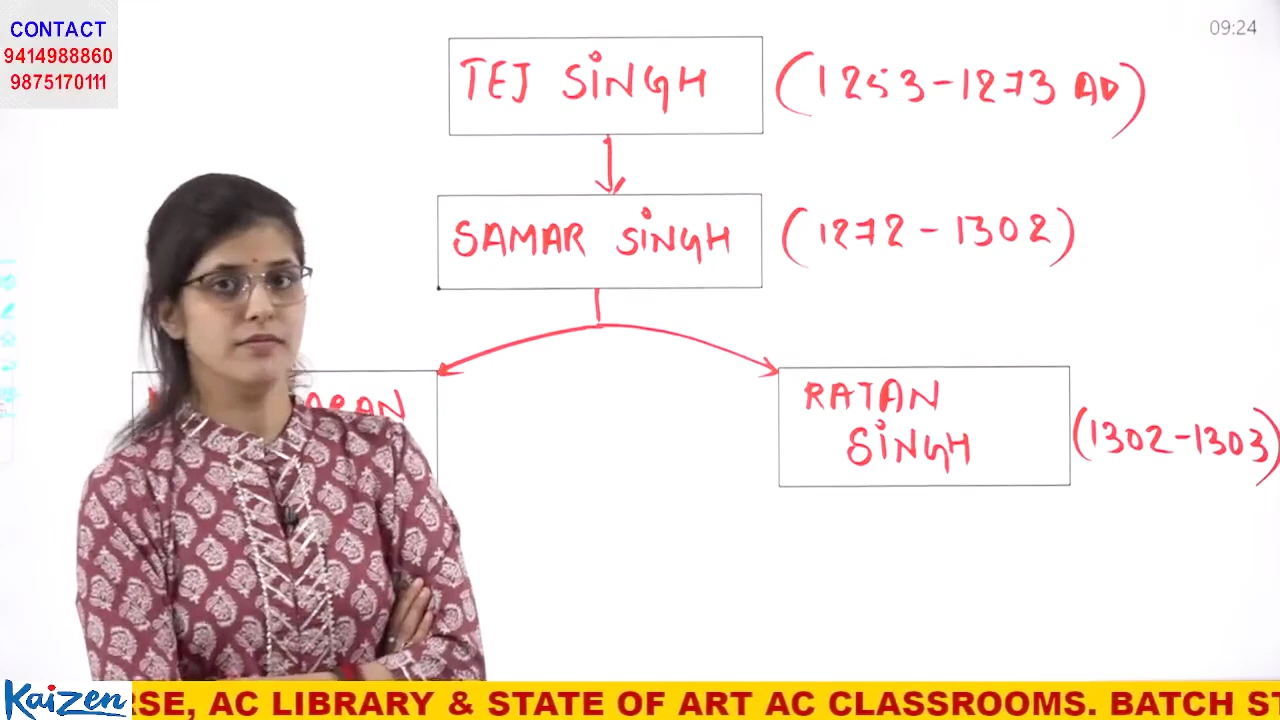 CONTACT
9414988860
9875170111
09:24
TEJ SINGH (1253-1273 AD)
SAMAR SINGH (1272-1302)
RATAN
SINGH
(1302-1303)
Kaizen
RSE, AC LIBRARY & STATE OF ART AC CLASSROOMS. BATCH ST